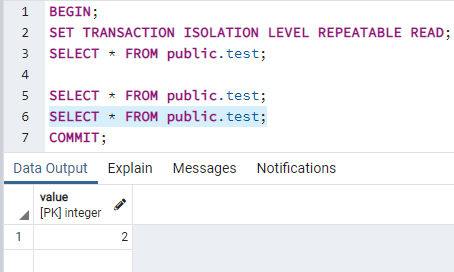 1 BEGIN;
2 SET TRANSACTION ISOLATION LEVEL REPEATABLE READ;
3 SELECT * FROM public.test;
4
5 SELECT * FROM public.test;
6 SELECT * FROM public.test;
7 COMMIT;
Data Output Explain Messages Notifications
value
[PK] integer
1 2